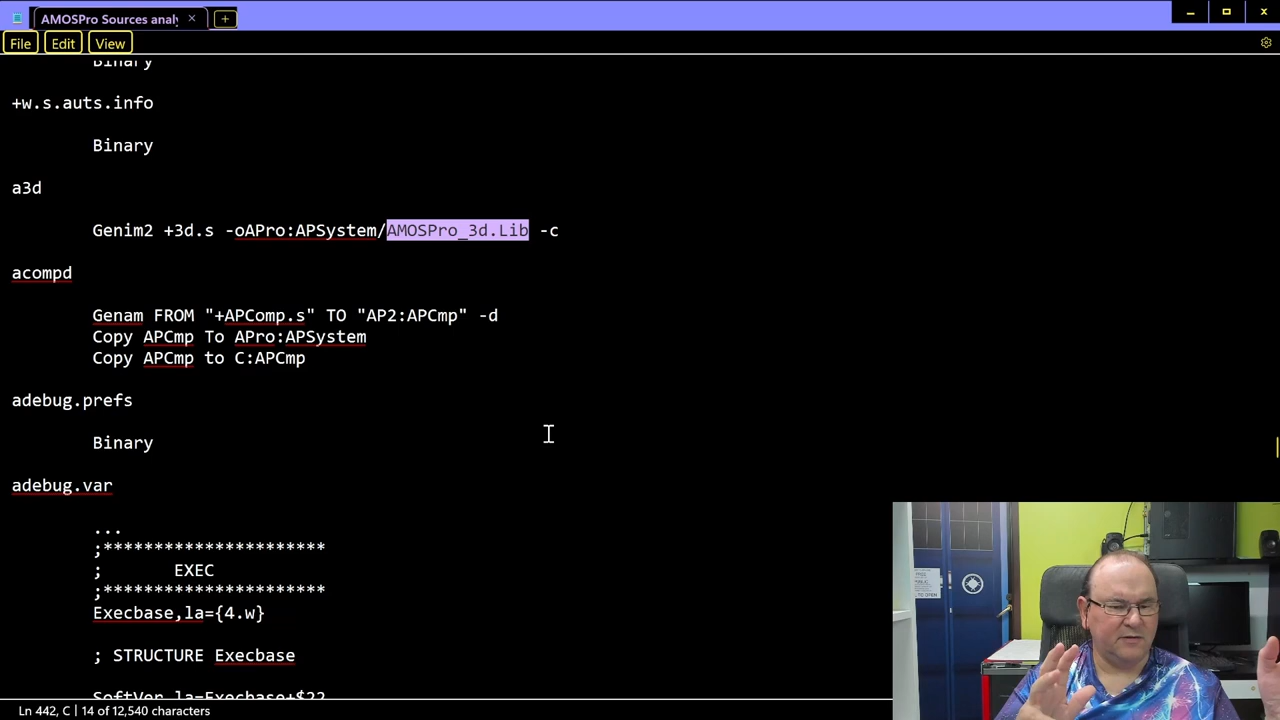 AMOSPro Sources analy
File Edit View
Binary
+w.s.auts.info
Binary
a3d
Genim2 +3d.s -oAPro:APSystem/AMOSPro_3d.Lib -c
acompd
Genam FROM "+APComp.s" TO "AP2:APCmp" -d
Copy APCmp To APro:APSystem
Copy APCmp to C:APCmp
adebug.prefs
Binary
adebug.var
...
;**********************
; EXEC
;**********************
Execbase,la={4.w}
; STRUCTURE Execbase
SoftVer,la=Execbase+$22
Ln 442, C | 14 of 12,540 characters